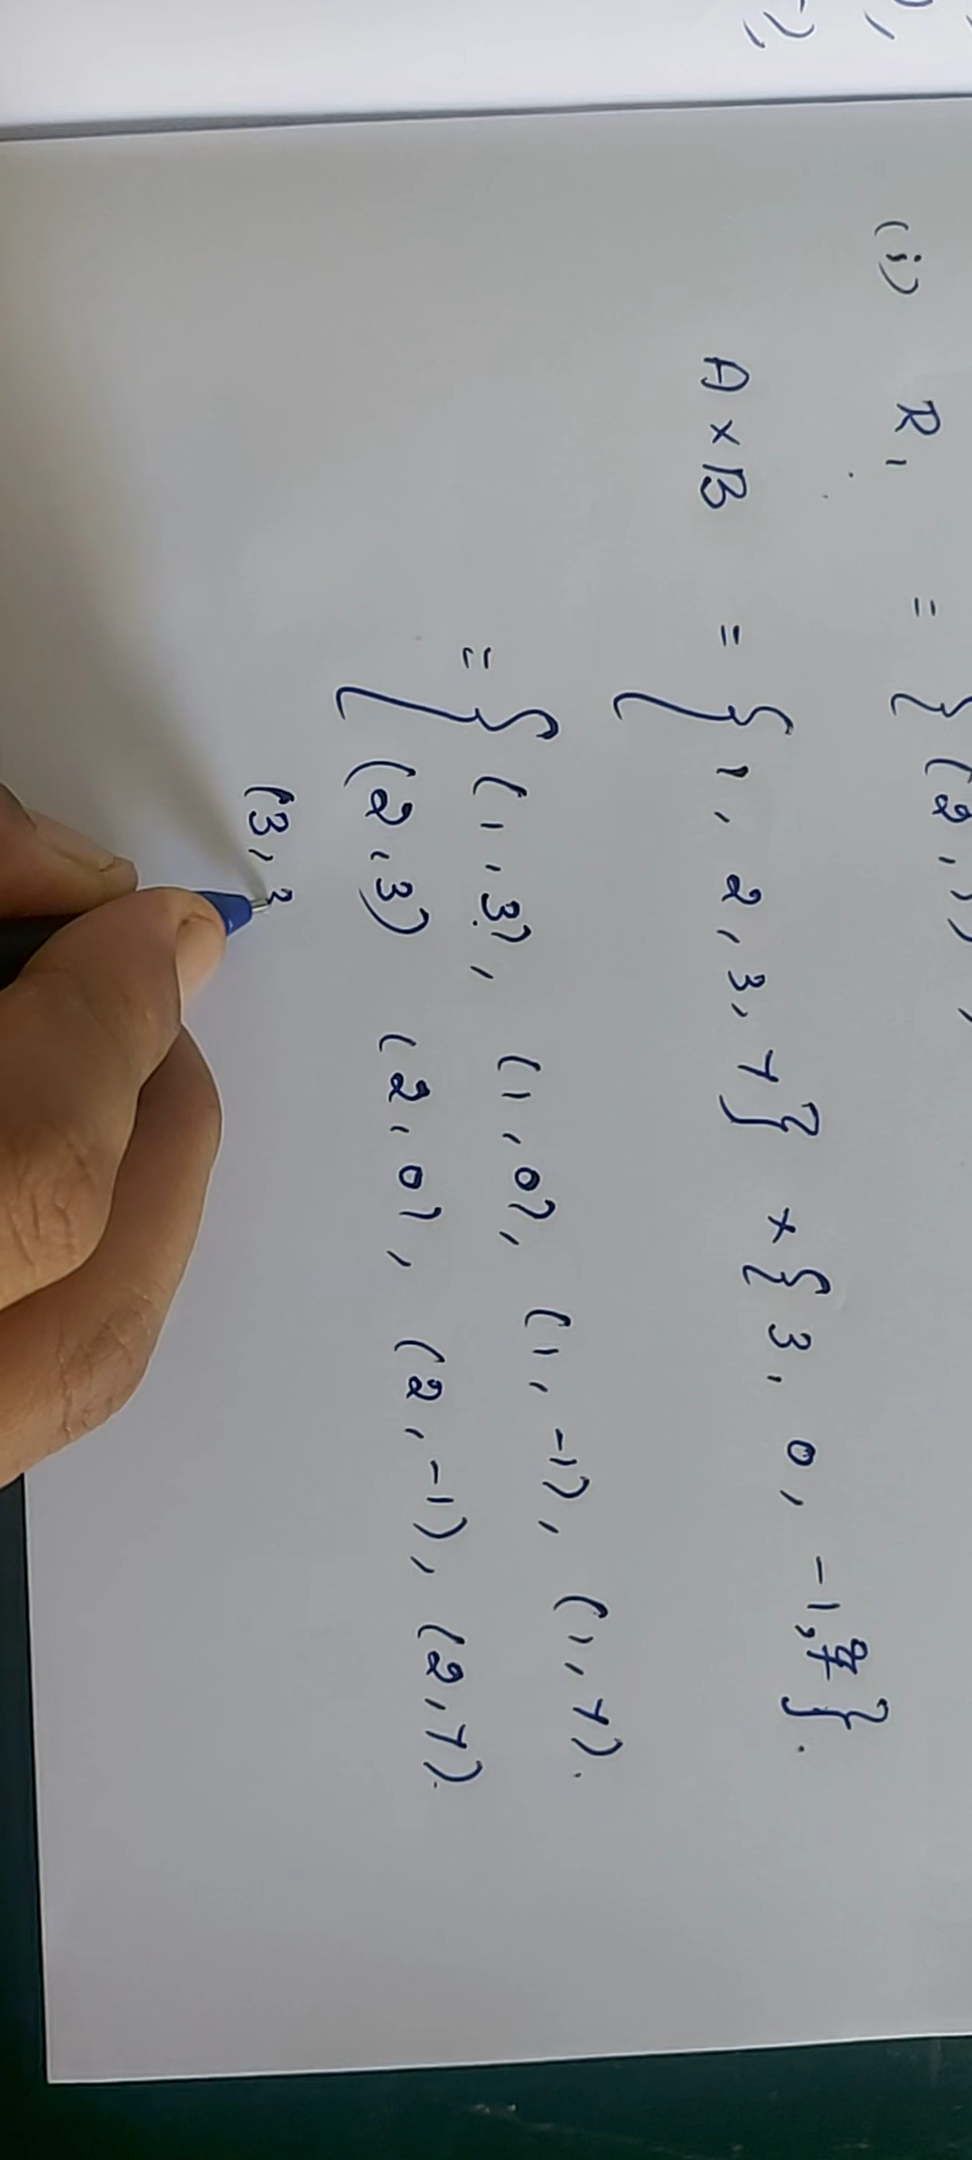 (i) R₁ = {(2,
A × B = {1, 2, 3, 7} × {3, 0, -1, 7}.
= {(1, 3), (1, 0), (1, -1), (1, 7).
(2, 3) (2, 0), (2, -1), (2, 7).
(3, 3